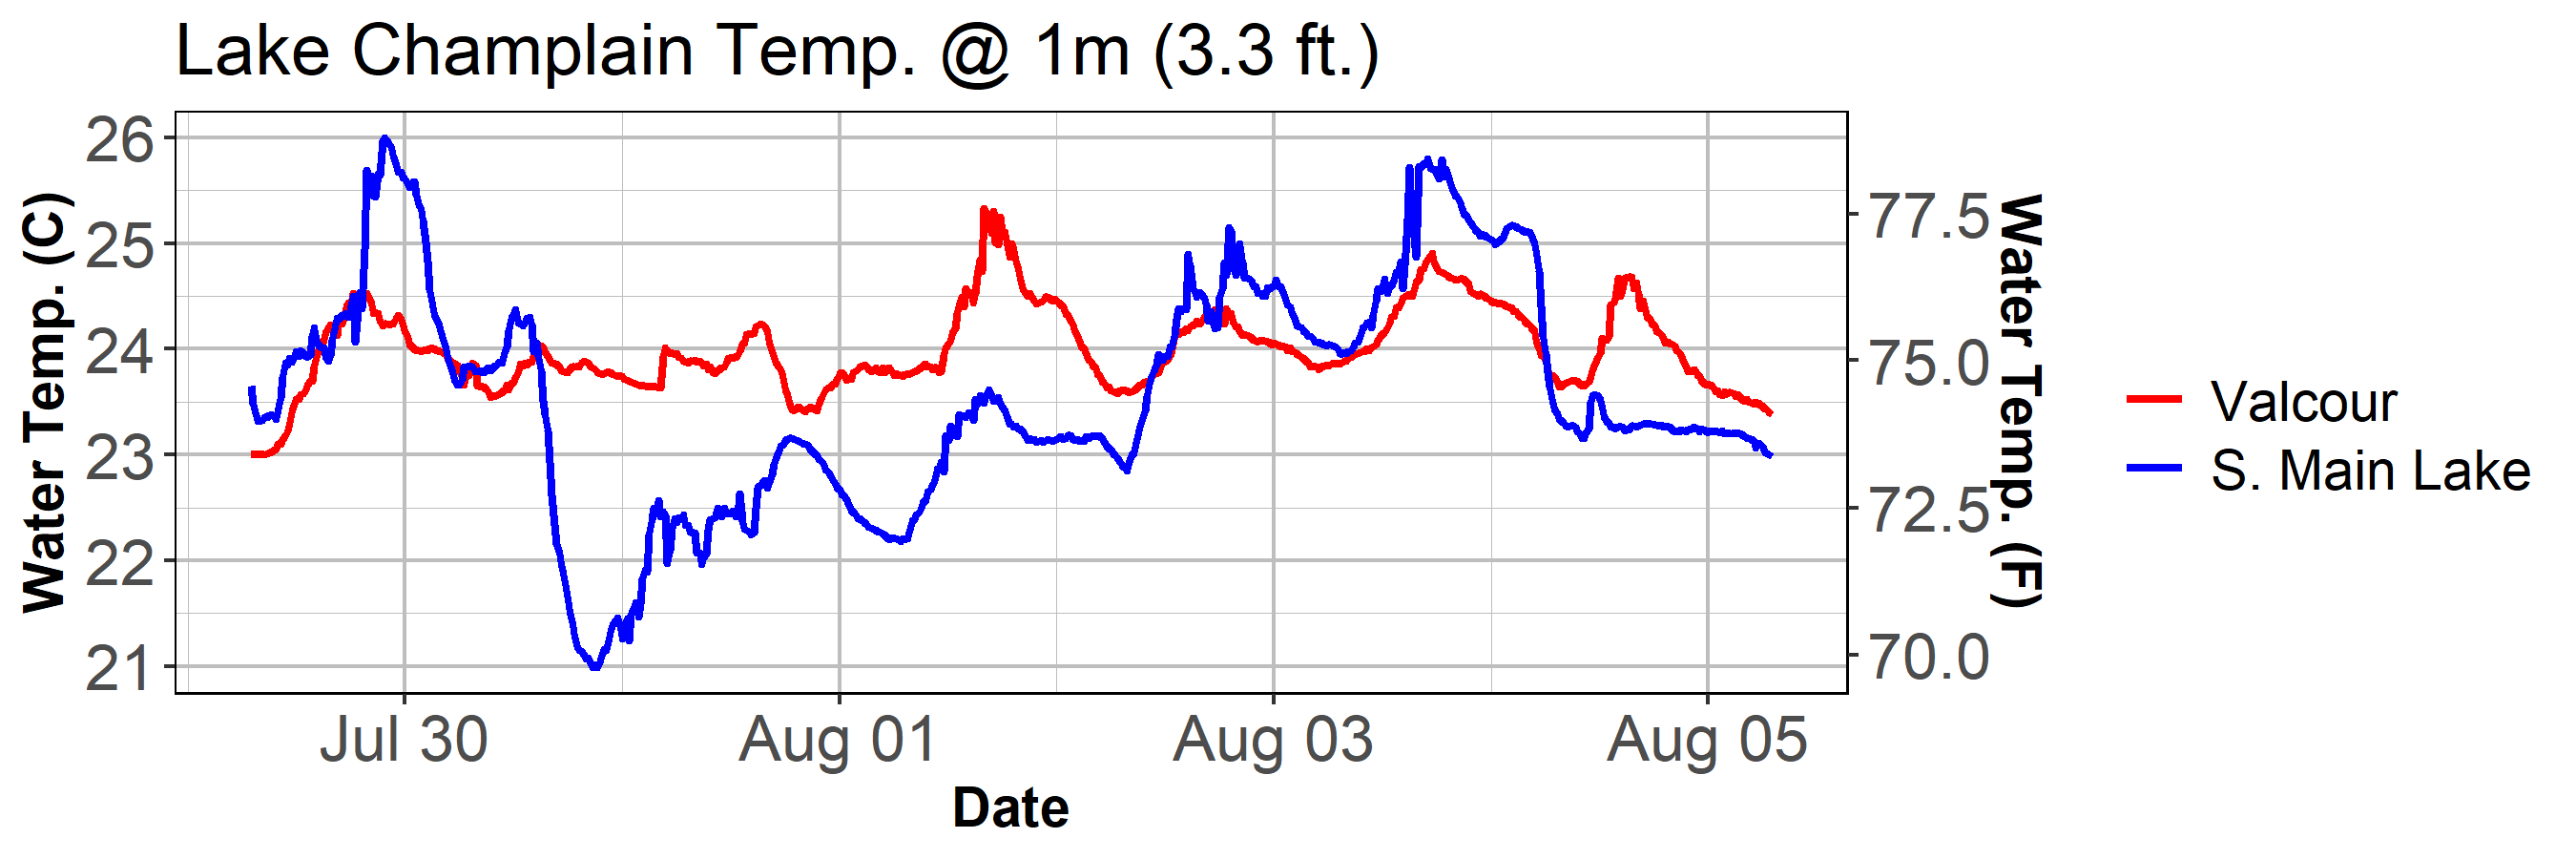 Lake Champlain Temp. @ 1m (3.3 ft.)
Water Temp. (C)
26
25
24
23
22
21
77.5
75.0
72.5
70.0
Water Temp. (F)
Jul 30
Aug 01
Aug 03
Aug 05
Date
Valcour
S. Main Lake